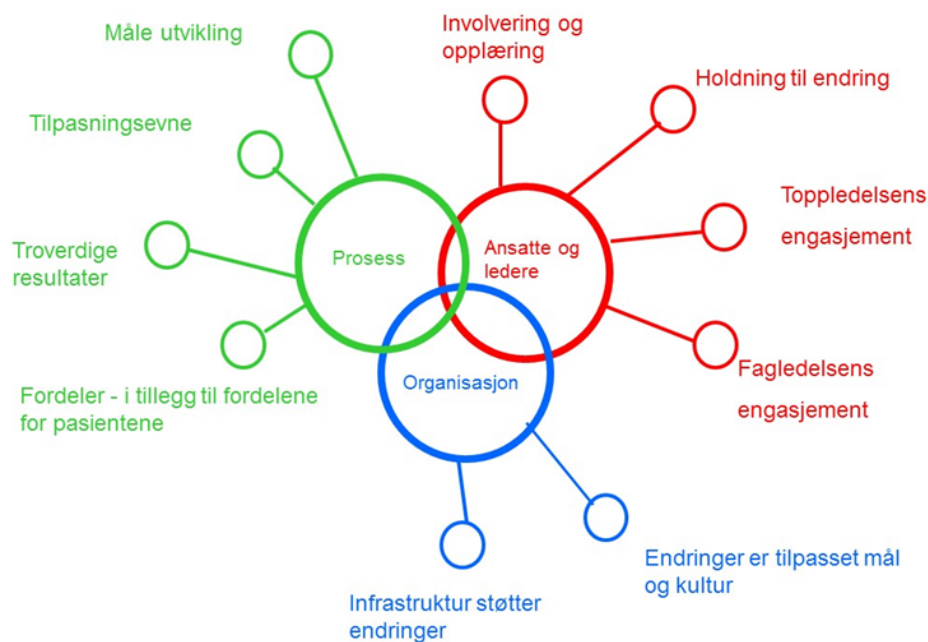 Måle utvikling
Tilpasningsevne
Troverdige
resultater
Fordeler - i tillegg til fordelene
for pasientene
Prosess
Involvering og
opplæring
Holdning til endring
Toppledelsens
engasjement
Fagledelsens
engasjement
Ansatte og
ledere
Organisasjon
Infrastruktur støtter
endringer
Endringer er tilpasset mål
og kultur